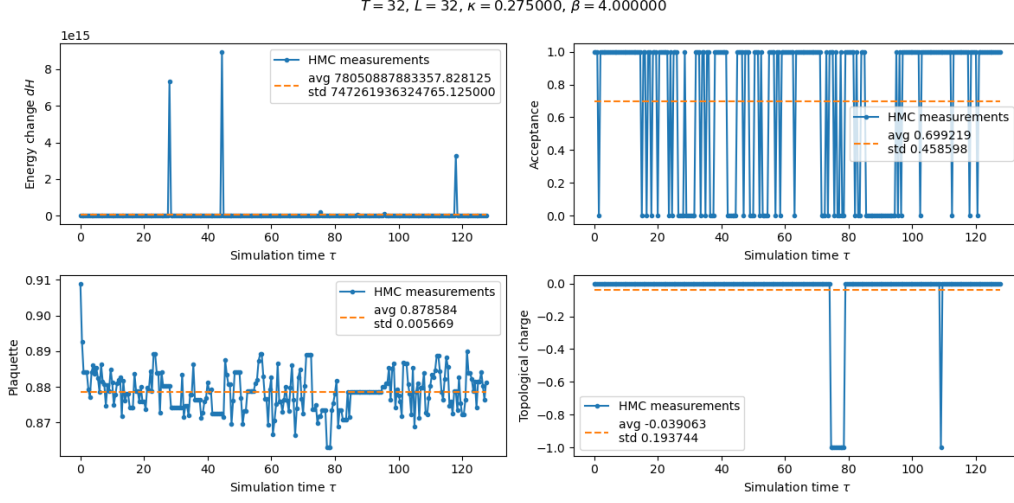 T = 32, L = 32, κ = 0.275000, β = 4.000000
1e15
Energy change dH
8
6
4
2
0
HMC measurements
avg 78050887883357.828125
std 747261936324765.125000
0
20
40
60
80
100
120
Simulation time τ
Acceptance
1.0
0.8
0.6
0.4
0.2
0.0
HMC measurements
avg 0.699219
std 0.458598
0
20
40
60
80
100
120
Simulation time τ
Plaquette
0.91
0.90
0.89
0.88
0.87
HMC measurements
avg 0.878584
std 0.005669
0
20
40
60
80
100
120
Simulation time τ
Topological charge
0.0
−0.2
−0.4
−0.6
−0.8
−1.0
HMC measurements
avg -0.039063
std 0.193744
0
20
40
60
80
100
120
Simulation time τ